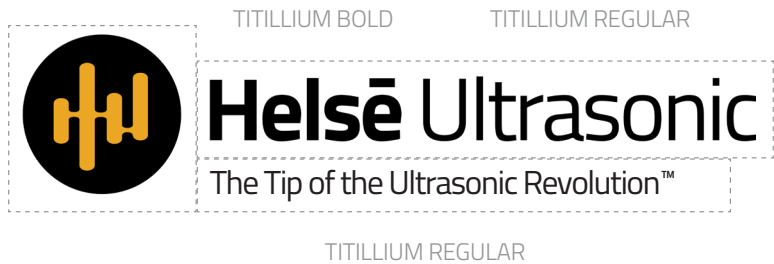 TITILLIUM BOLD TITILLIUM REGULAR
Helsē Ultrasonic
The Tip of the Ultrasonic Revolution™
TITILLIUM REGULAR